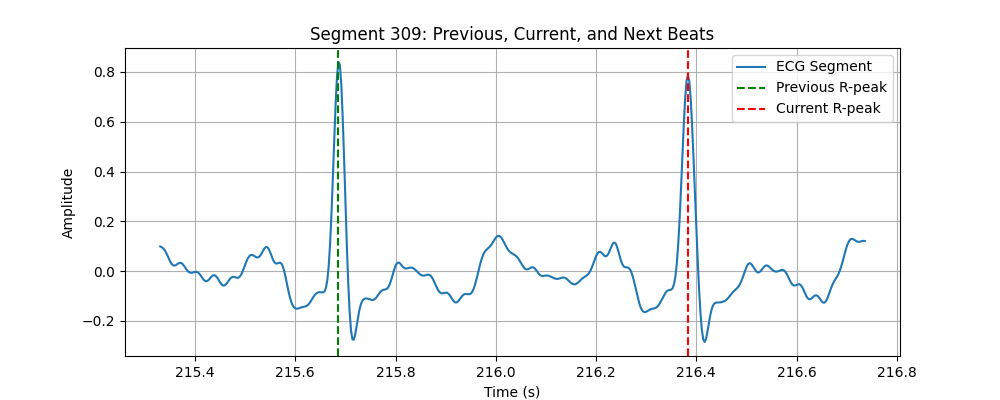 Segment 309: Previous, Current, and Next Beats
ECG Segment
Previous R-peak
Current R-peak
Amplitude
0.8
0.6
0.4
0.2
0.0
−0.2
215.4 215.6 215.8 216.0 216.2 216.4 216.6 216.8
Time (s)